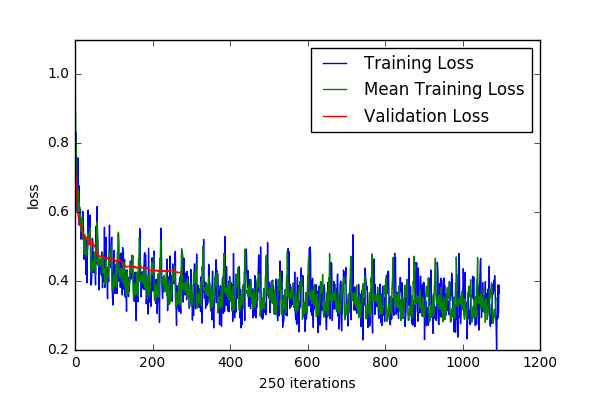 Training Loss
Mean Training Loss
Validation Loss
1.0
0.8
0.6
0.4
0.2
loss
0 200 400 600 800 1000 1200
250 iterations